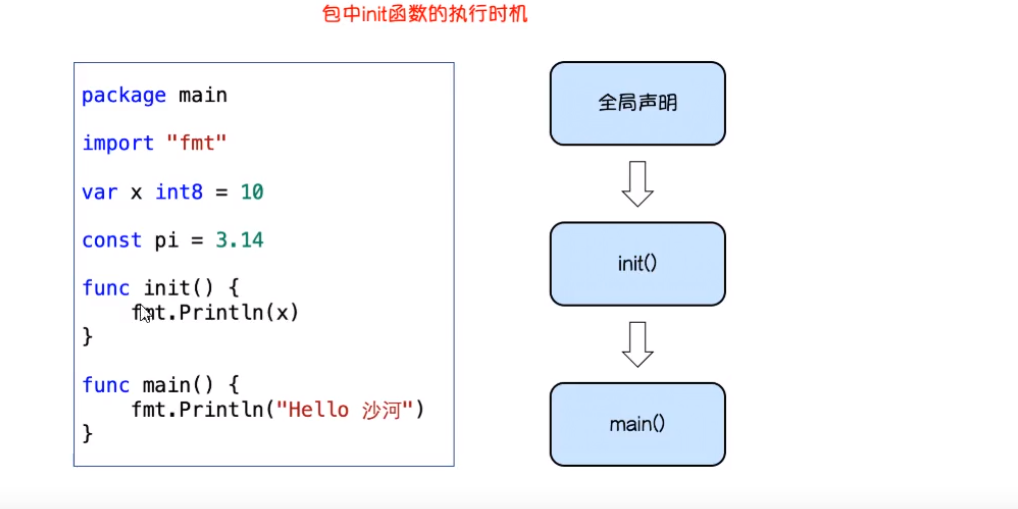 包中init函数的执行时机
package main
import "fmt"
var x int8 = 10
const pi = 3.14
func init() {
fmt.Println(x)
}
func main() {
fmt.Println("Hello 沙河")
}
全局声明
init()
main()